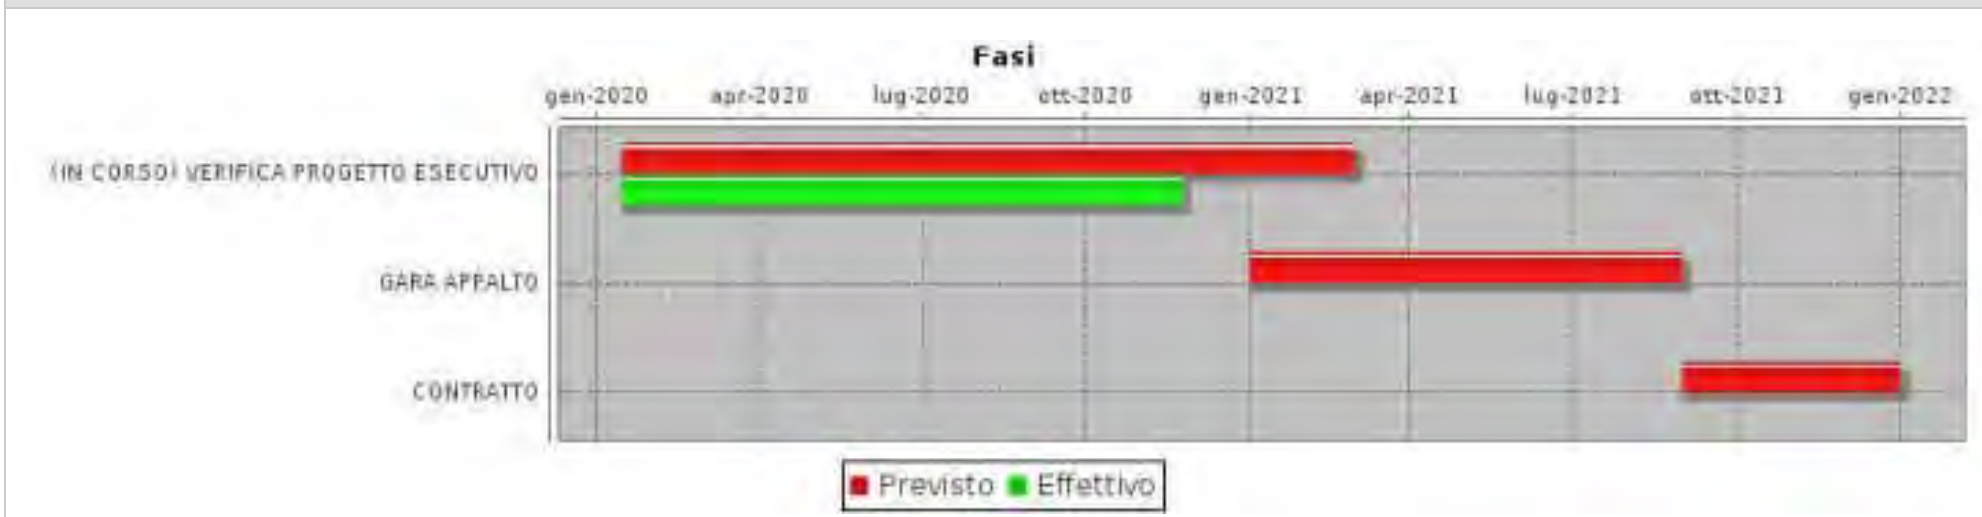 Fasi
gen-2020 apr-2020 lug-2020 ott-2020 gen-2021 apr-2021 lug-2021 ott-2021 gen-2022
(IN CORSO) VERIFICA PROGETTO ESECUTIVO
GARA APPALTO
CONTRATTO
Previsto Effettivo